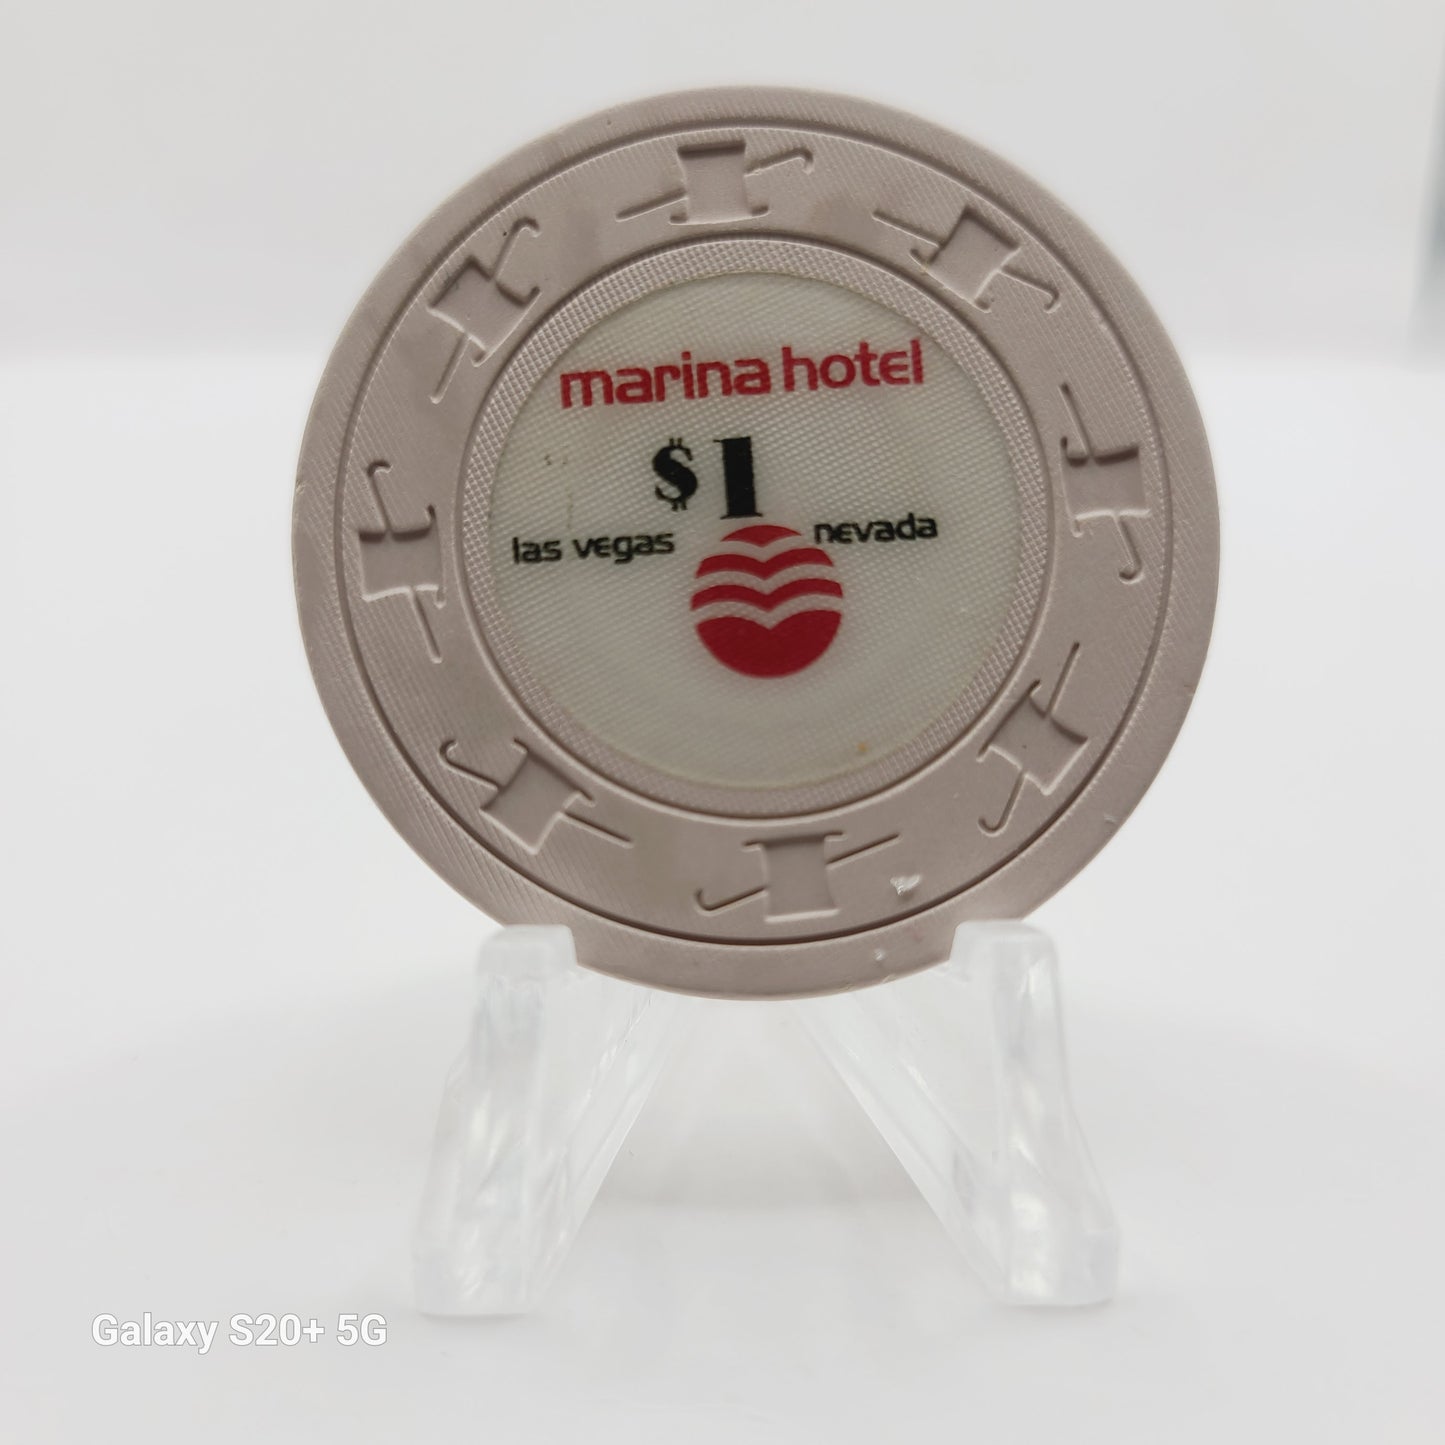 marina hotel
$1
las vegas nevada
Galaxy S20+ 5G